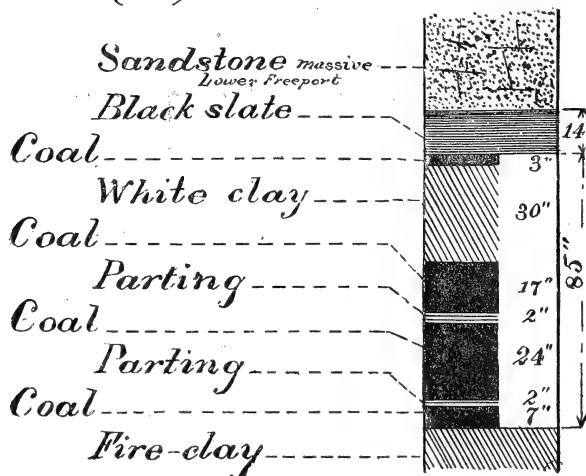 Sandstone massive
Lower Freeport
Black slate
14
Coal
3"
White clay
30"
Coal
17"
Parting
2"
Coal
24"
Parting
2"
Coal
7"
85"
Fire-clay